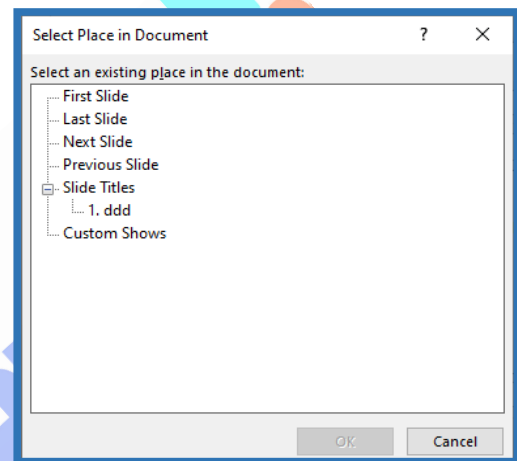 Select Place in Document
?
Select an existing place in the document:
First Slide
Last Slide
Next Slide
Previous Slide
Slide Titles
1. ddd
Custom Shows
OK
Cancel